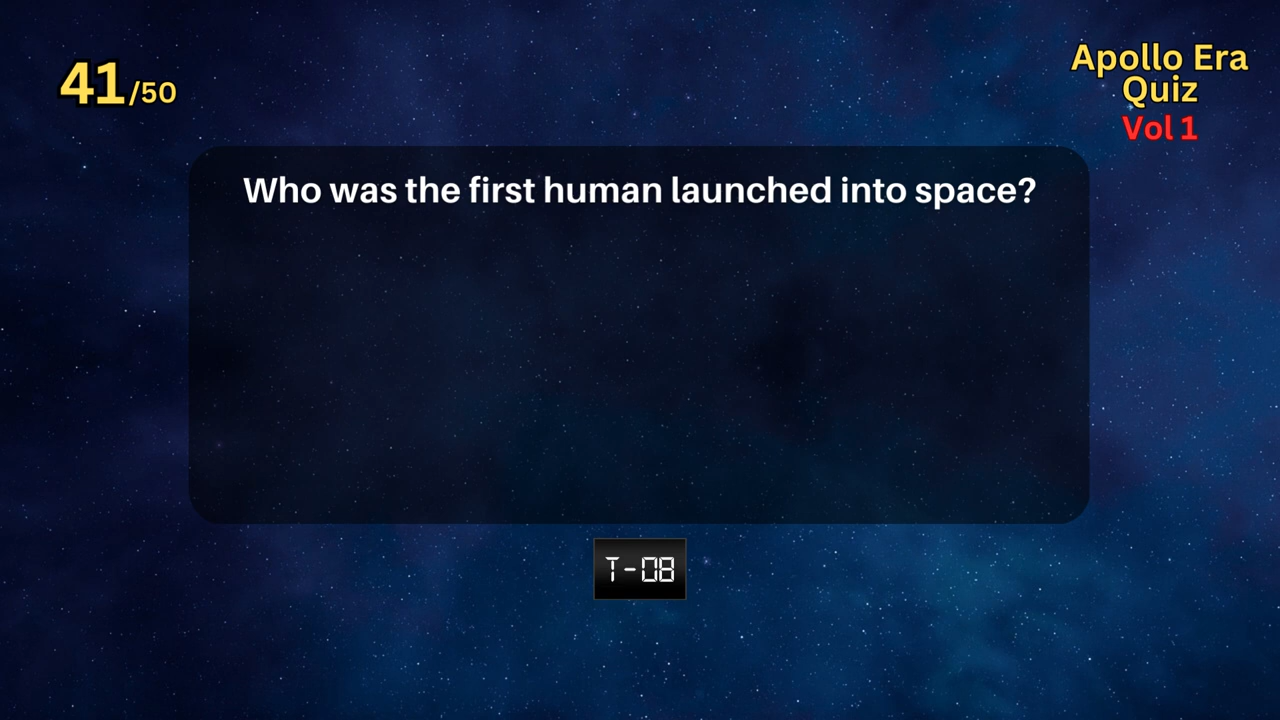 41/50
Apollo Era
Quiz
Vol 1
Who was the first human launched into space?
T-08